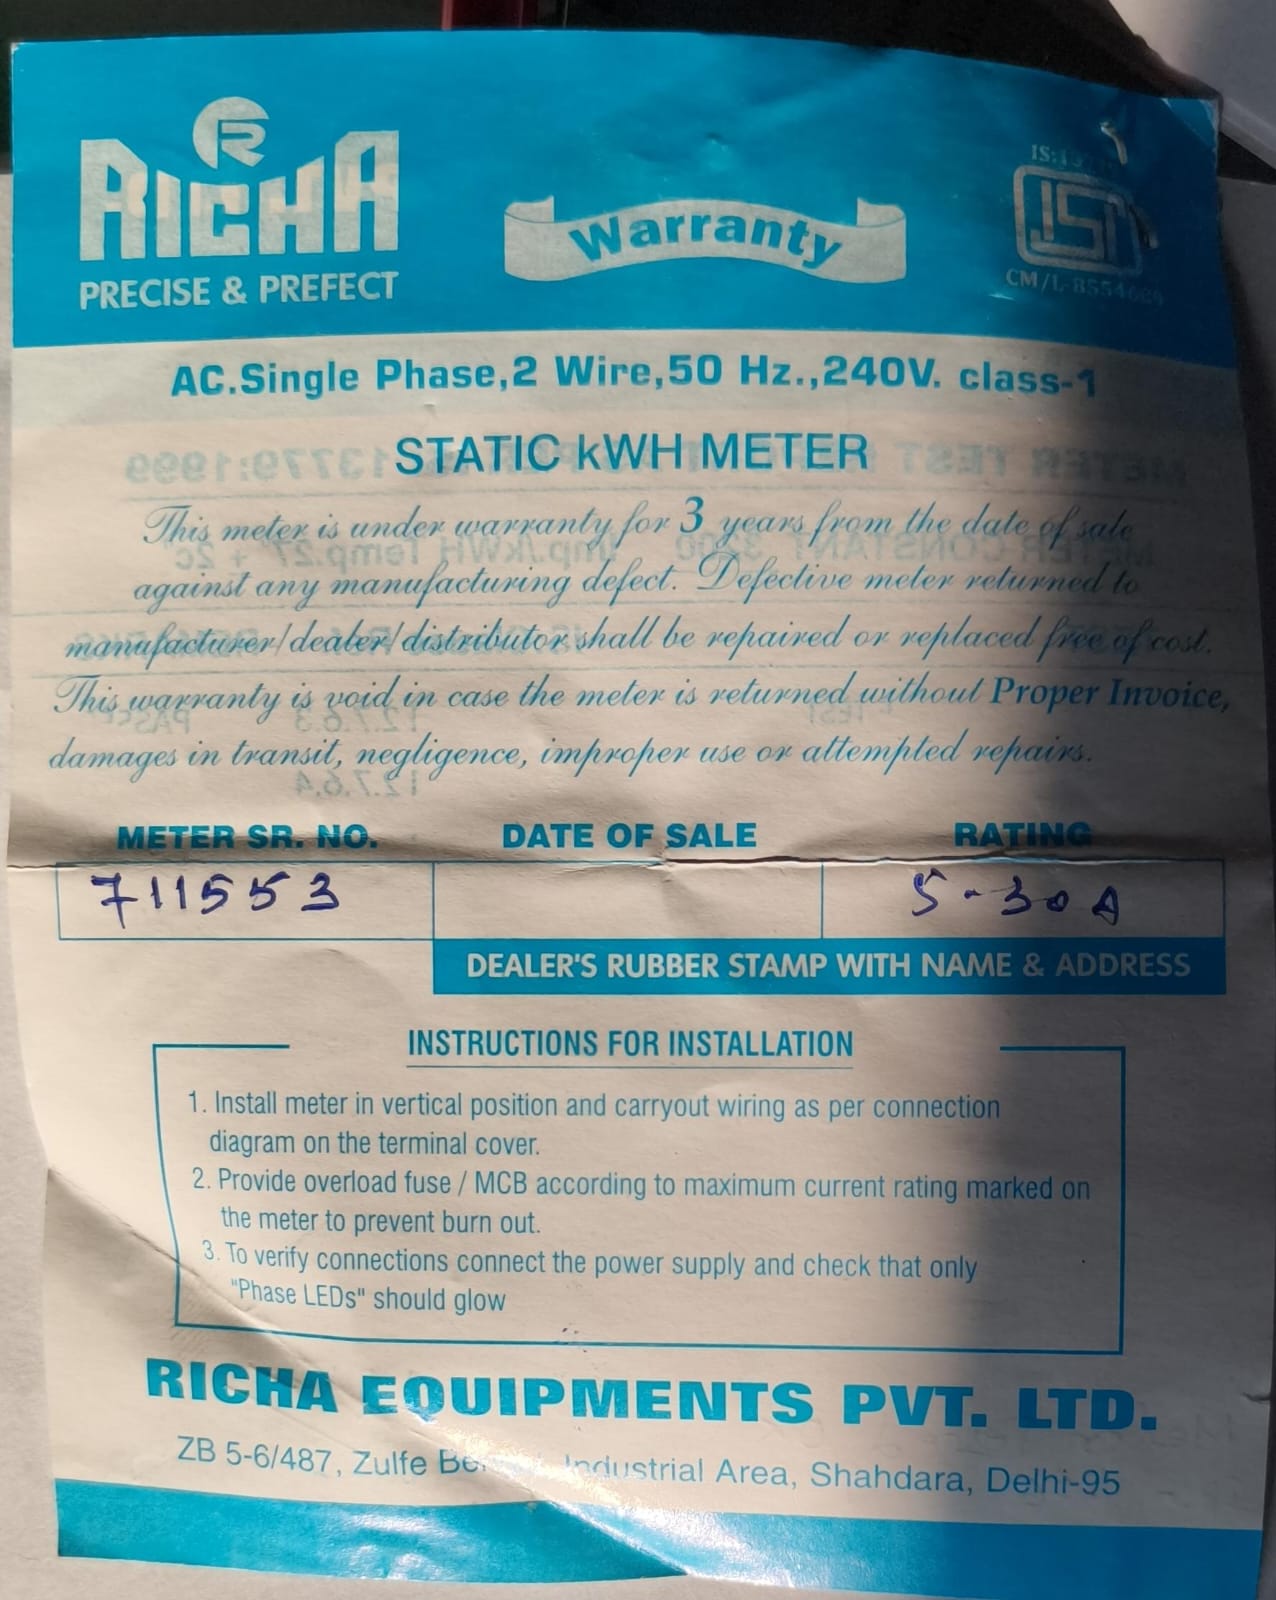 R
RICHA
PRECISE & PREFECT
Warranty
ISI
AC.Single Phase,2 Wire,50 Hz.,240V. class-1
STATIC kWH METER
This meter is under warranty for 3 years from the date of sale
against any manufacturing defect. Defective meter returned to
manufacturer/dealer/distributor shall be repaired or replaced free of cost.
This warranty is void in case the meter is returned without Proper Invoice,
damages in transit, negligence, improper use or attempted repairs.
METER SR. NO. DATE OF SALE RATING
711553 5-30A
DEALER'S RUBBER STAMP WITH NAME & ADDRESS
INSTRUCTIONS FOR INSTALLATION
1. Install meter in vertical position and carryout wiring as per connection
diagram on the terminal cover.
2. Provide overload fuse / MCB according to maximum current rating marked on
the meter to prevent burn out.
3. To verify connections connect the power supply and check that only
"Phase LEDs" should glow
RICHA EQUIPMENTS PVT. LTD.
ZB 5-6/487, Zulfe Industrial Area, Shahdara, Delhi-95